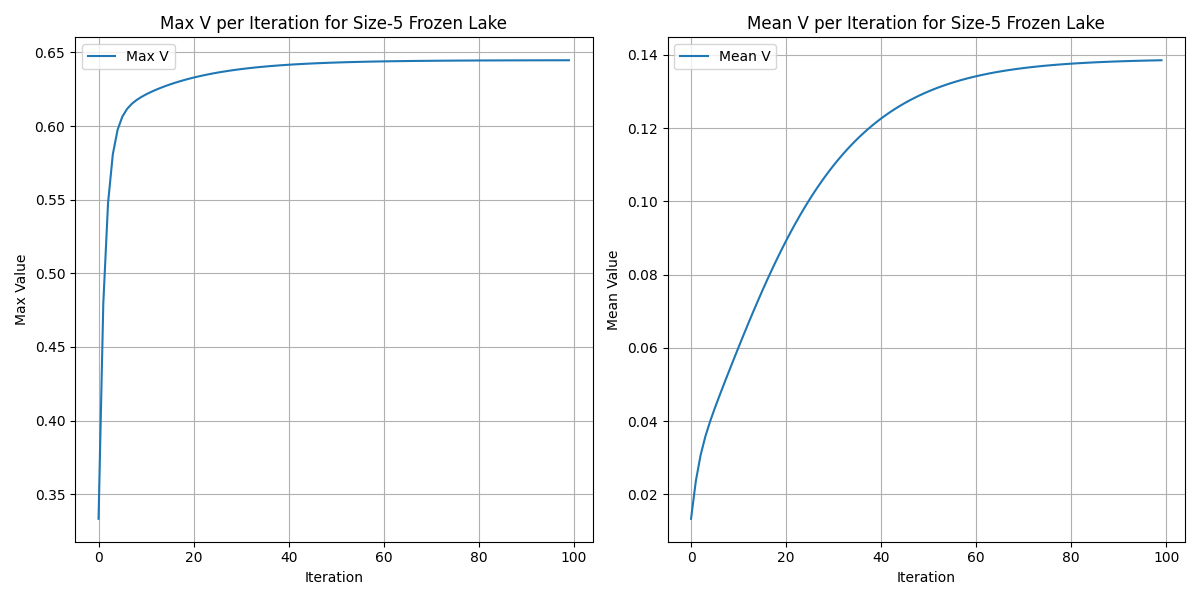 Max V per Iteration for Size-5 Frozen Lake
Max V
0.65
0.60
0.55
0.50
0.45
0.40
0.35
Max Value
0 20 40 60 80 100
Iteration
Mean V per Iteration for Size-5 Frozen Lake
Mean V
0.14
0.12
0.10
0.08
0.06
0.04
0.02
Mean Value
0 20 40 60 80 100
Iteration